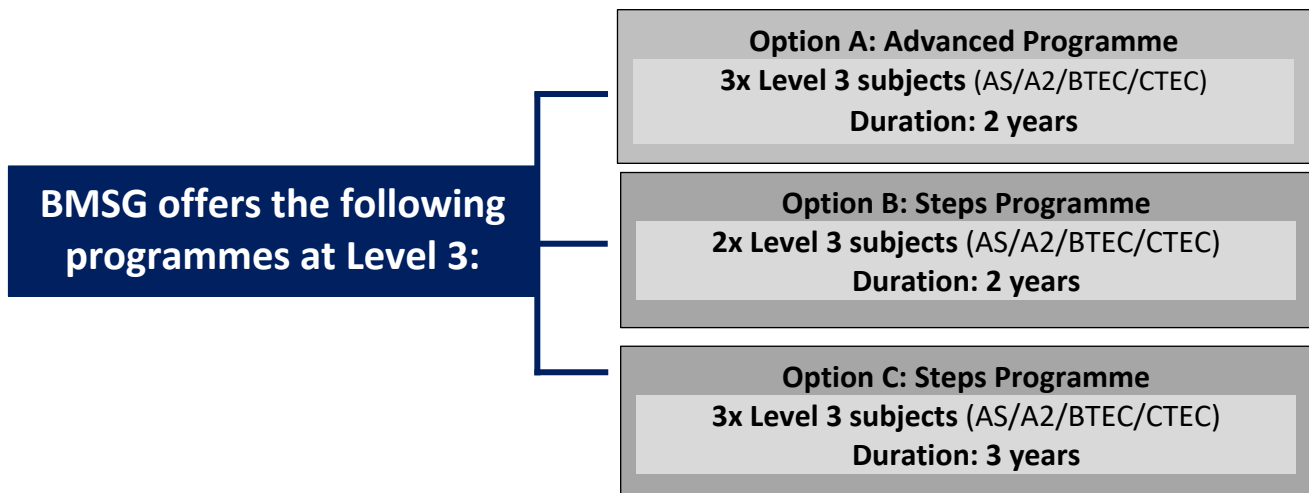 BMSG offers the following
programmes at Level 3:
Option A: Advanced Programme
3x Level 3 subjects (AS/A2/BTEC/CTEC)
Duration: 2 years
Option B: Steps Programme
2x Level 3 subjects (AS/A2/BTEC/CTEC)
Duration: 2 years
Option C: Steps Programme
3x Level 3 subjects (AS/A2/BTEC/CTEC)
Duration: 3 years